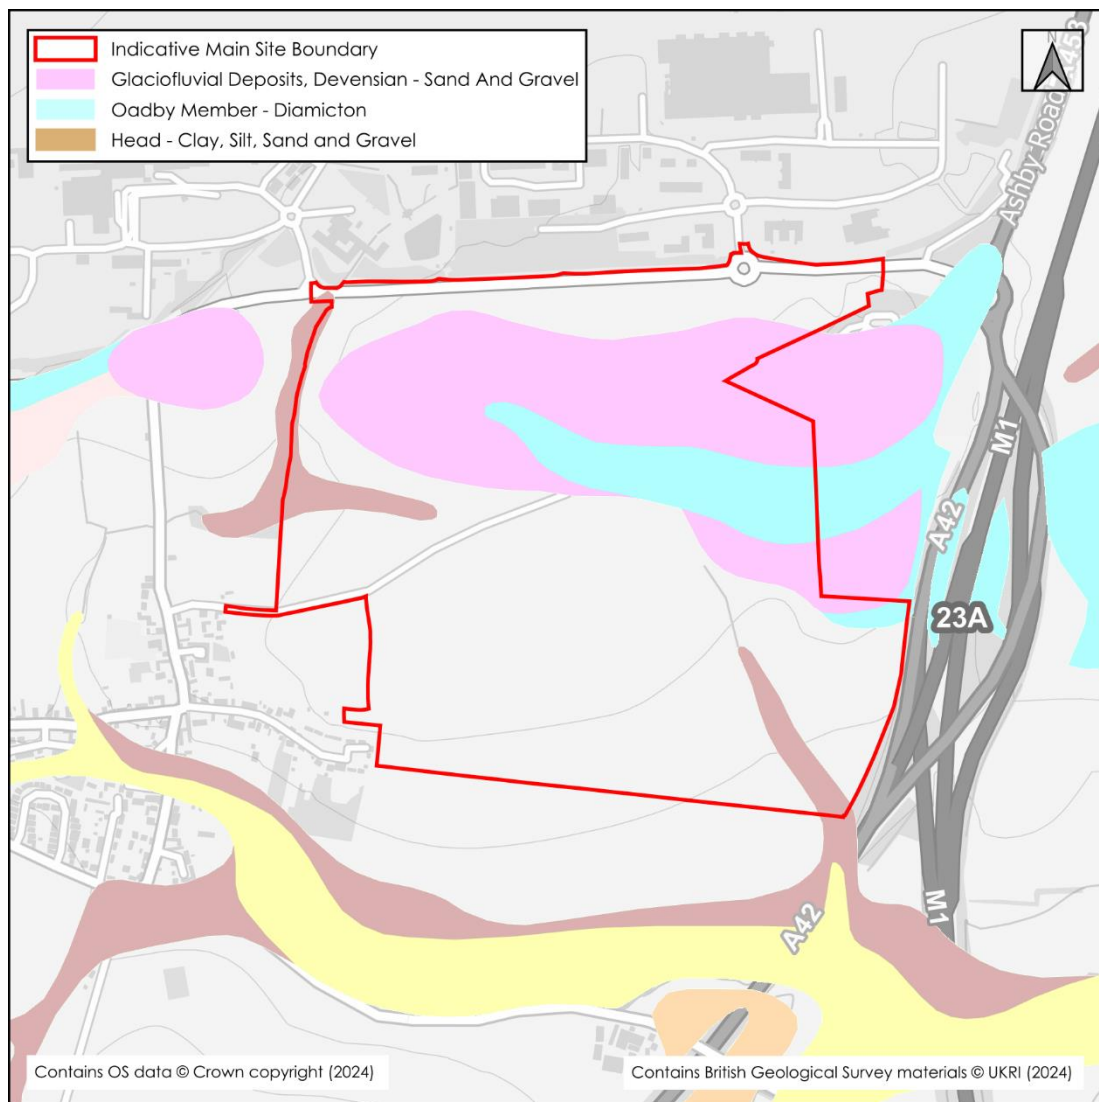 Indicative Main Site Boundary
Glaciofluvial Deposits, Devensian - Sand And Gravel
Oadby Member - Diamicton
Head - Clay, Silt, Sand and Gravel
N
Ashby Road A453
M1
A42
23A
A42
M1
Contains OS data © Crown copyright (2024)
Contains British Geological Survey materials © UKRI (2024)